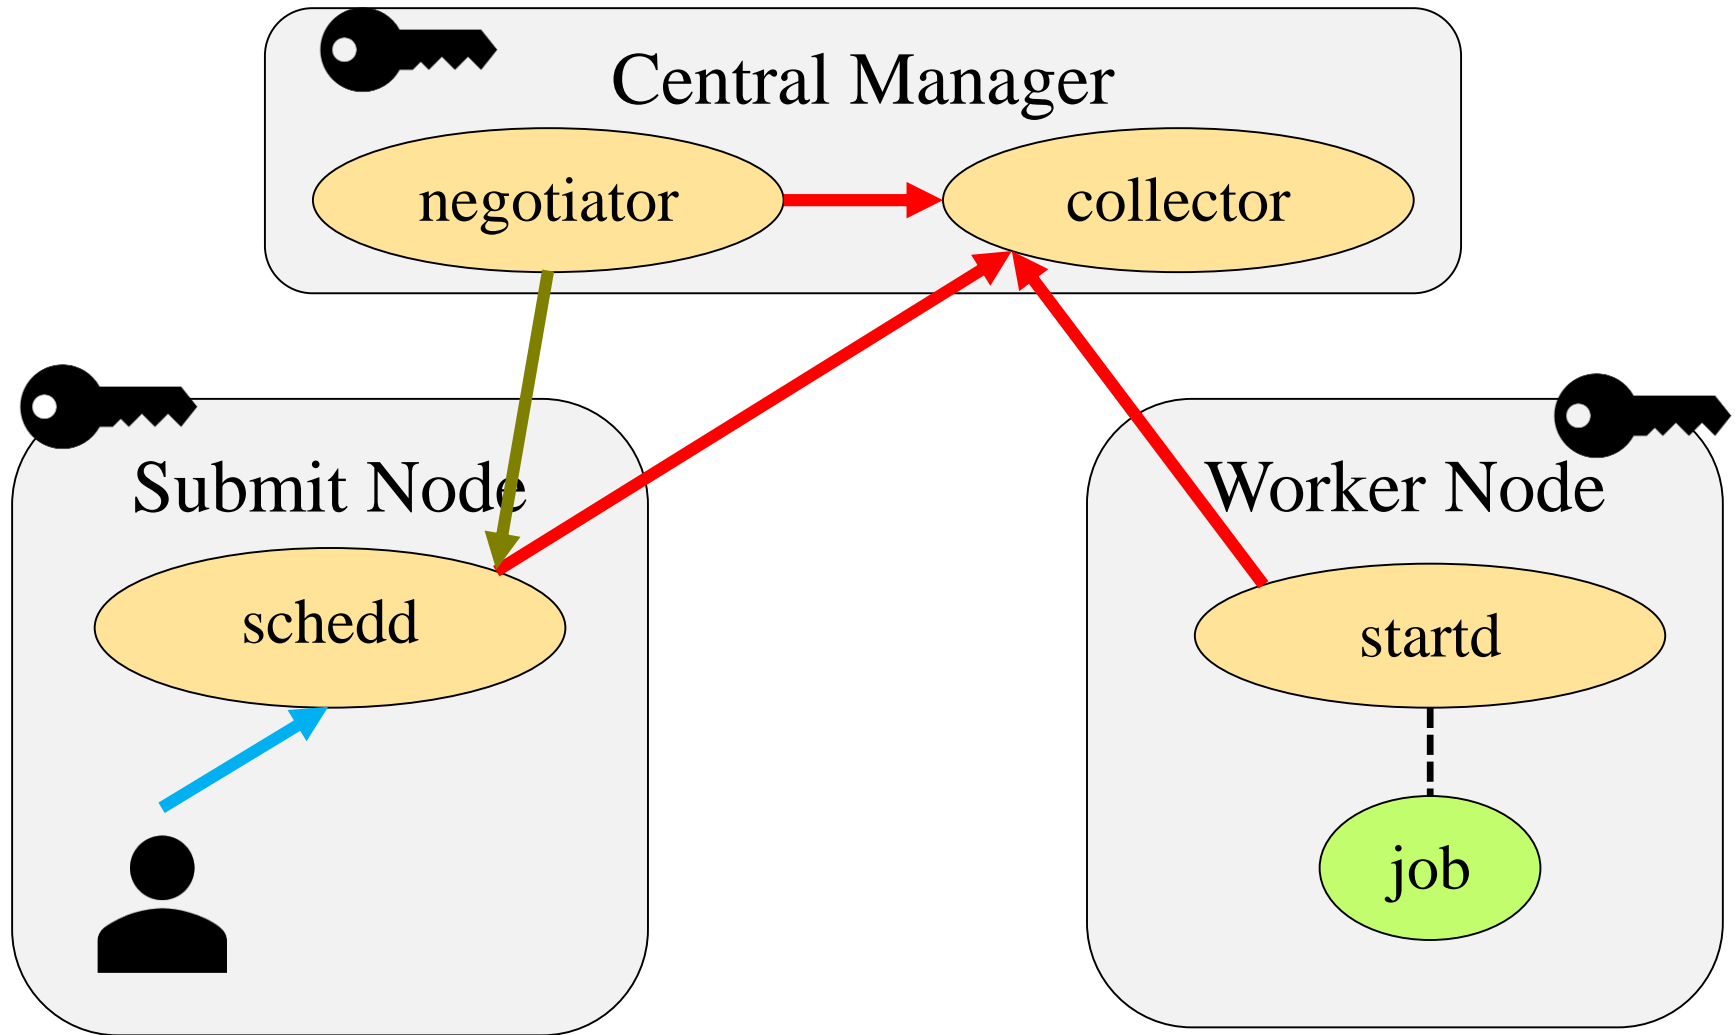 Central Manager
negotiator
collector
Submit Node
Worker Node
schedd
startd
job